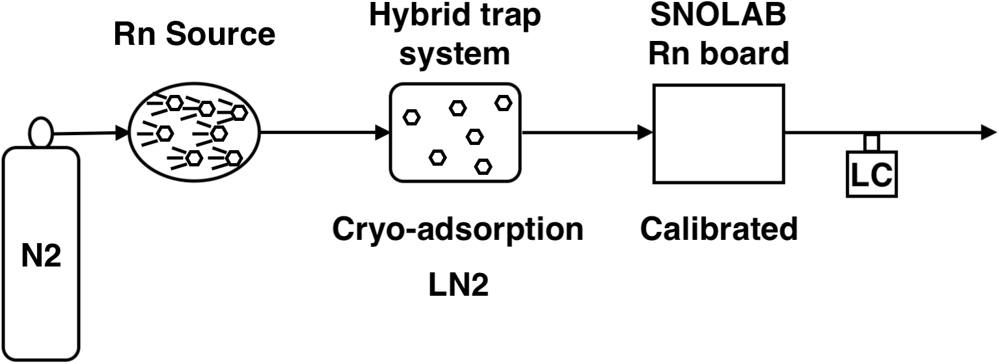 Rn Source
Hybrid trap
system
SNOLAB
Rn board
LC
Cryo-adsorption
Calibrated
N2
LN2